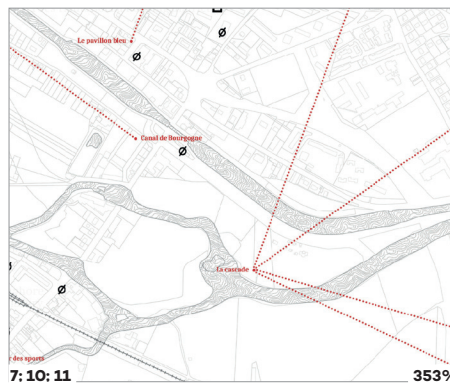 Le pavillon bleu
Canal de Bourgogne
La cascade
des sports
7; 10; 11
353%